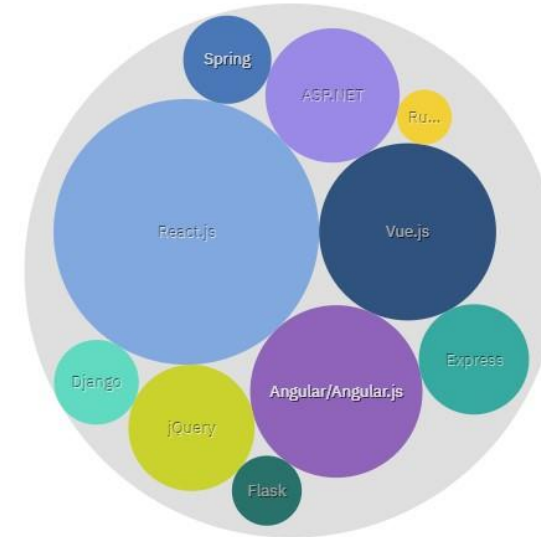 Spring
ASP.NET
Ru...
React.js
Vue.js
Express
Django
Angular/Angular.js
jQuery
Flask